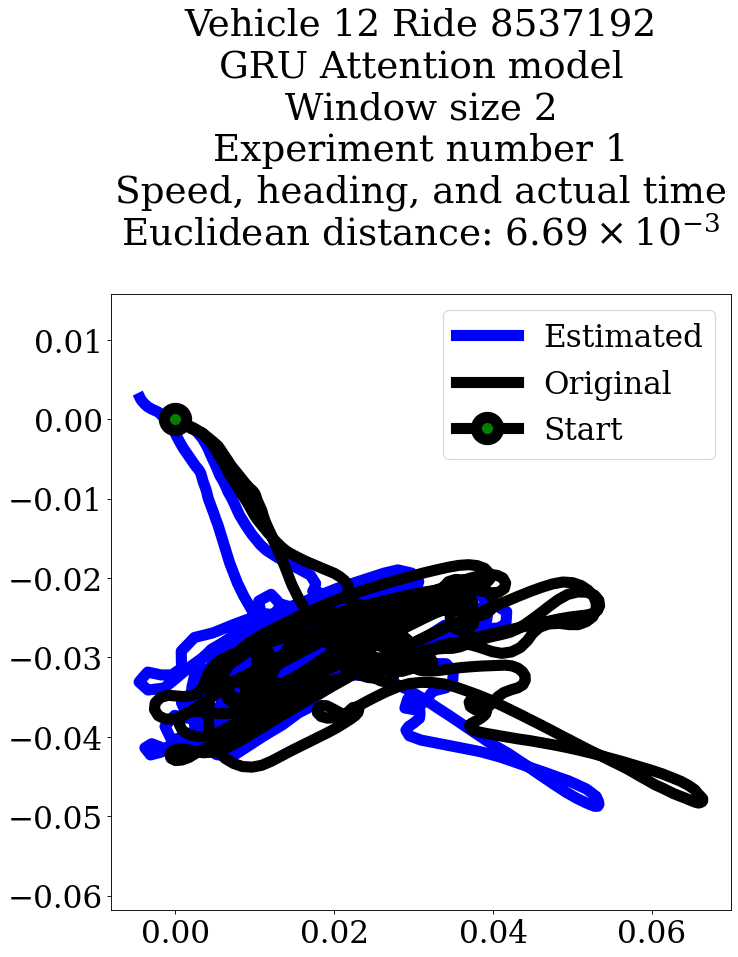 Vehicle 12 Ride 8537192
GRU Attention model
Window size 2
Experiment number 1
Speed, heading, and actual time
Euclidean distance: 6.69 × 10⁻³
Estimated
Original
Start
0.01
0.00
−0.01
−0.02
−0.03
−0.04
−0.05
−0.06
0.00 0.02 0.04 0.06